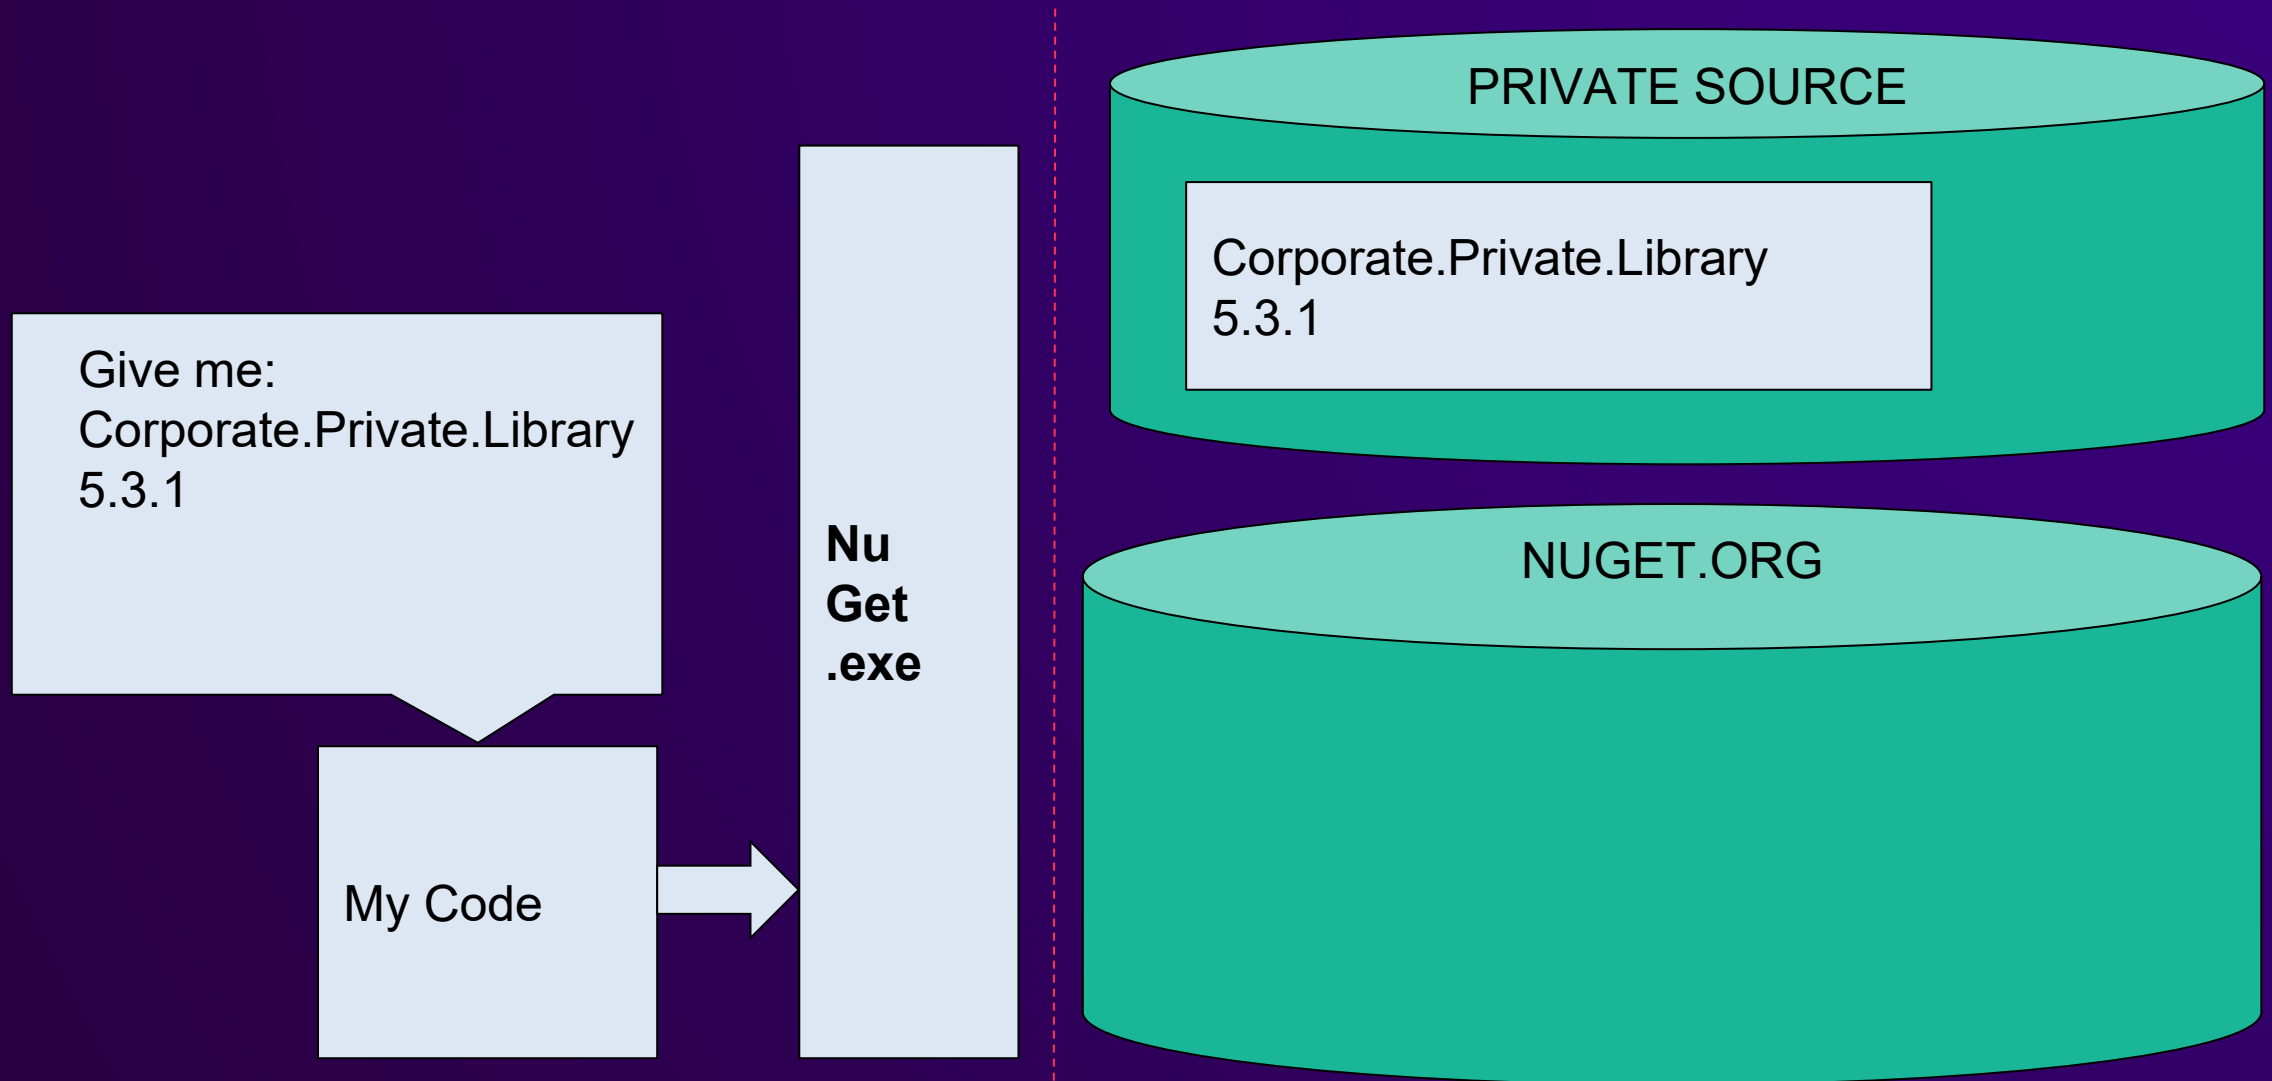 PRIVATE SOURCE
Corporate.Private.Library
5.3.1
Give me:
Corporate.Private.Library
5.3.1
Nu
Get
.exe
NUGET.ORG
My Code